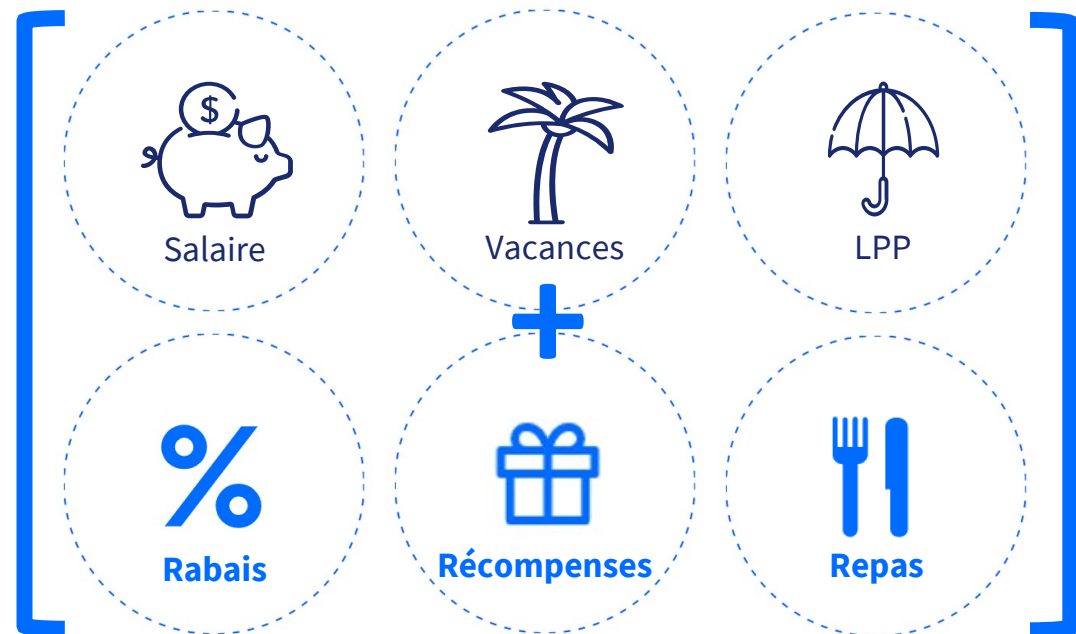 $
Salaire
Vacances
LPP
+
%
Rabais
Récompenses
Repas